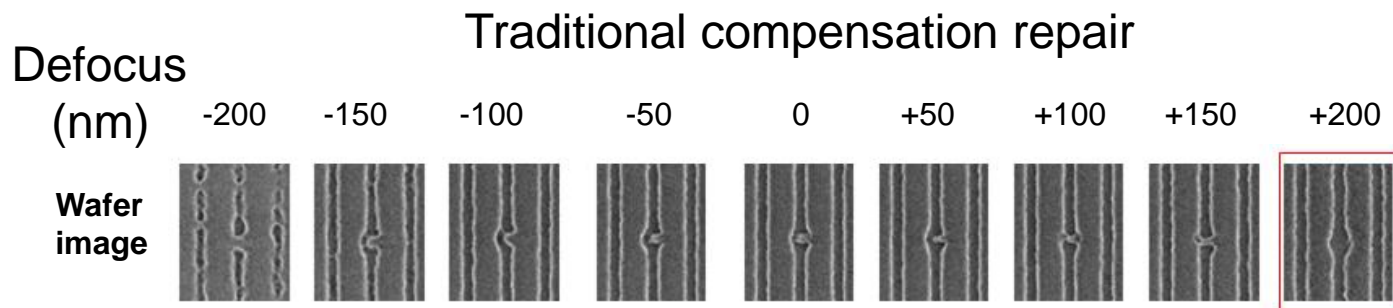 Traditional compensation repair
Defocus
(nm)
-200 -150 -100 -50 0 +50 +100 +150 +200
Wafer
image